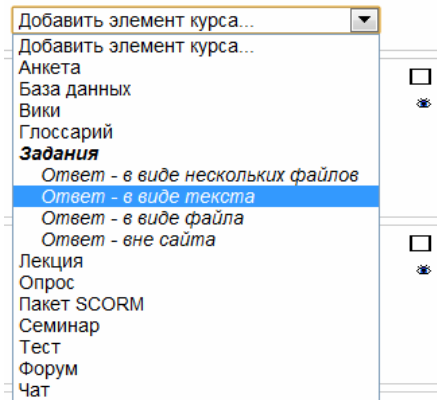 Добавить элемент курса...
Добавить элемент курса...
Анкета
База данных
Вики
Глоссарий
Задания
Ответ - в виде нескольких файлов
Ответ - в виде текста
Ответ - в виде файла
Ответ - вне сайта
Лекция
Опрос
Пакет SCORM
Семинар
Тест
Форум
Чат